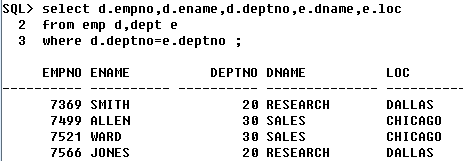 SQL> select d.empno,d.ename,d.deptno,e.dname,e.loc
  2  from emp d,dept e
  3  where d.deptno=e.deptno ;

     EMPNO ENAME          DEPTNO DNAME          LOC
---------- ---------- ---------- -------------- -------------
      7369 SMITH              20 RESEARCH       DALLAS
      7499 ALLEN              30 SALES          CHICAGO
      7521 WARD               30 SALES          CHICAGO
      7566 JONES              20 RESEARCH       DALLAS